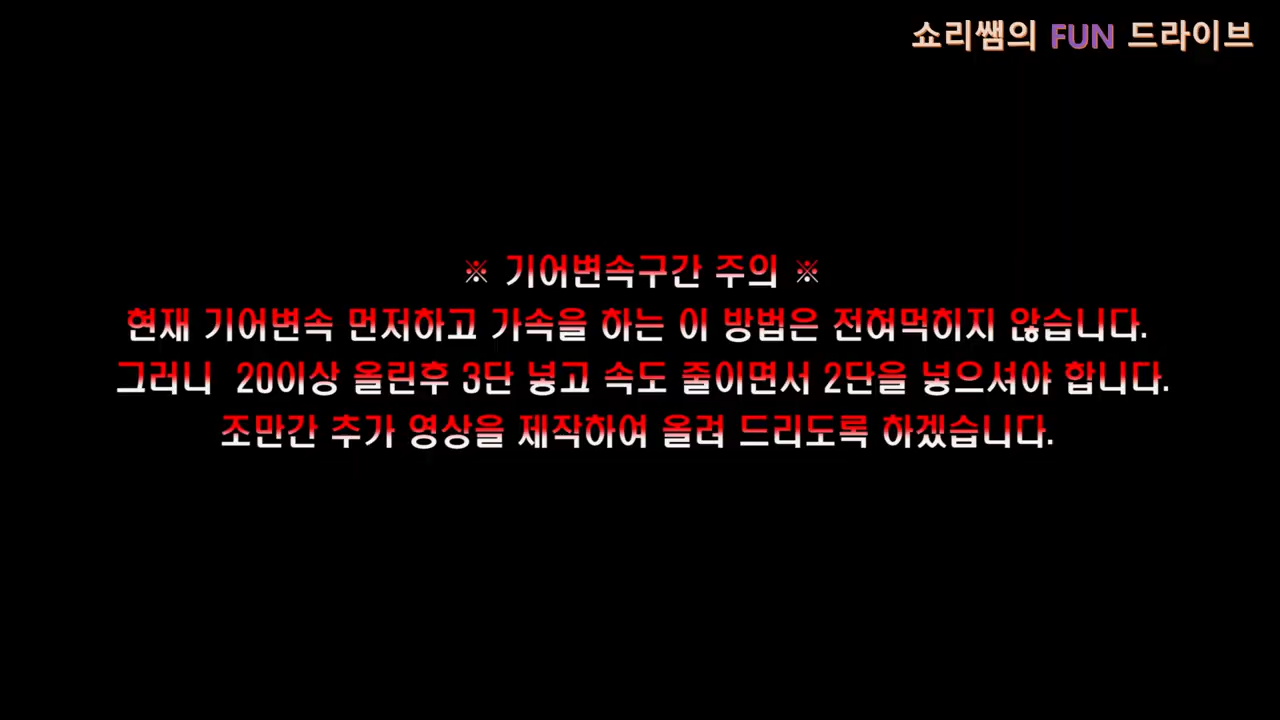 쇼리쌤의 FUN 드라이브
※ 기어변속구간 주의 ※
현재 기어변속 먼저하고 가속을 하는 이 방법은 전혀먹히지 않습니다.
그러니 20이상 올린후 3단 넣고 속도 줄이면서 2단을 넣으셔야 합니다.
조만간 추가 영상을 제작하여 올려 드리도록 하겠습니다.